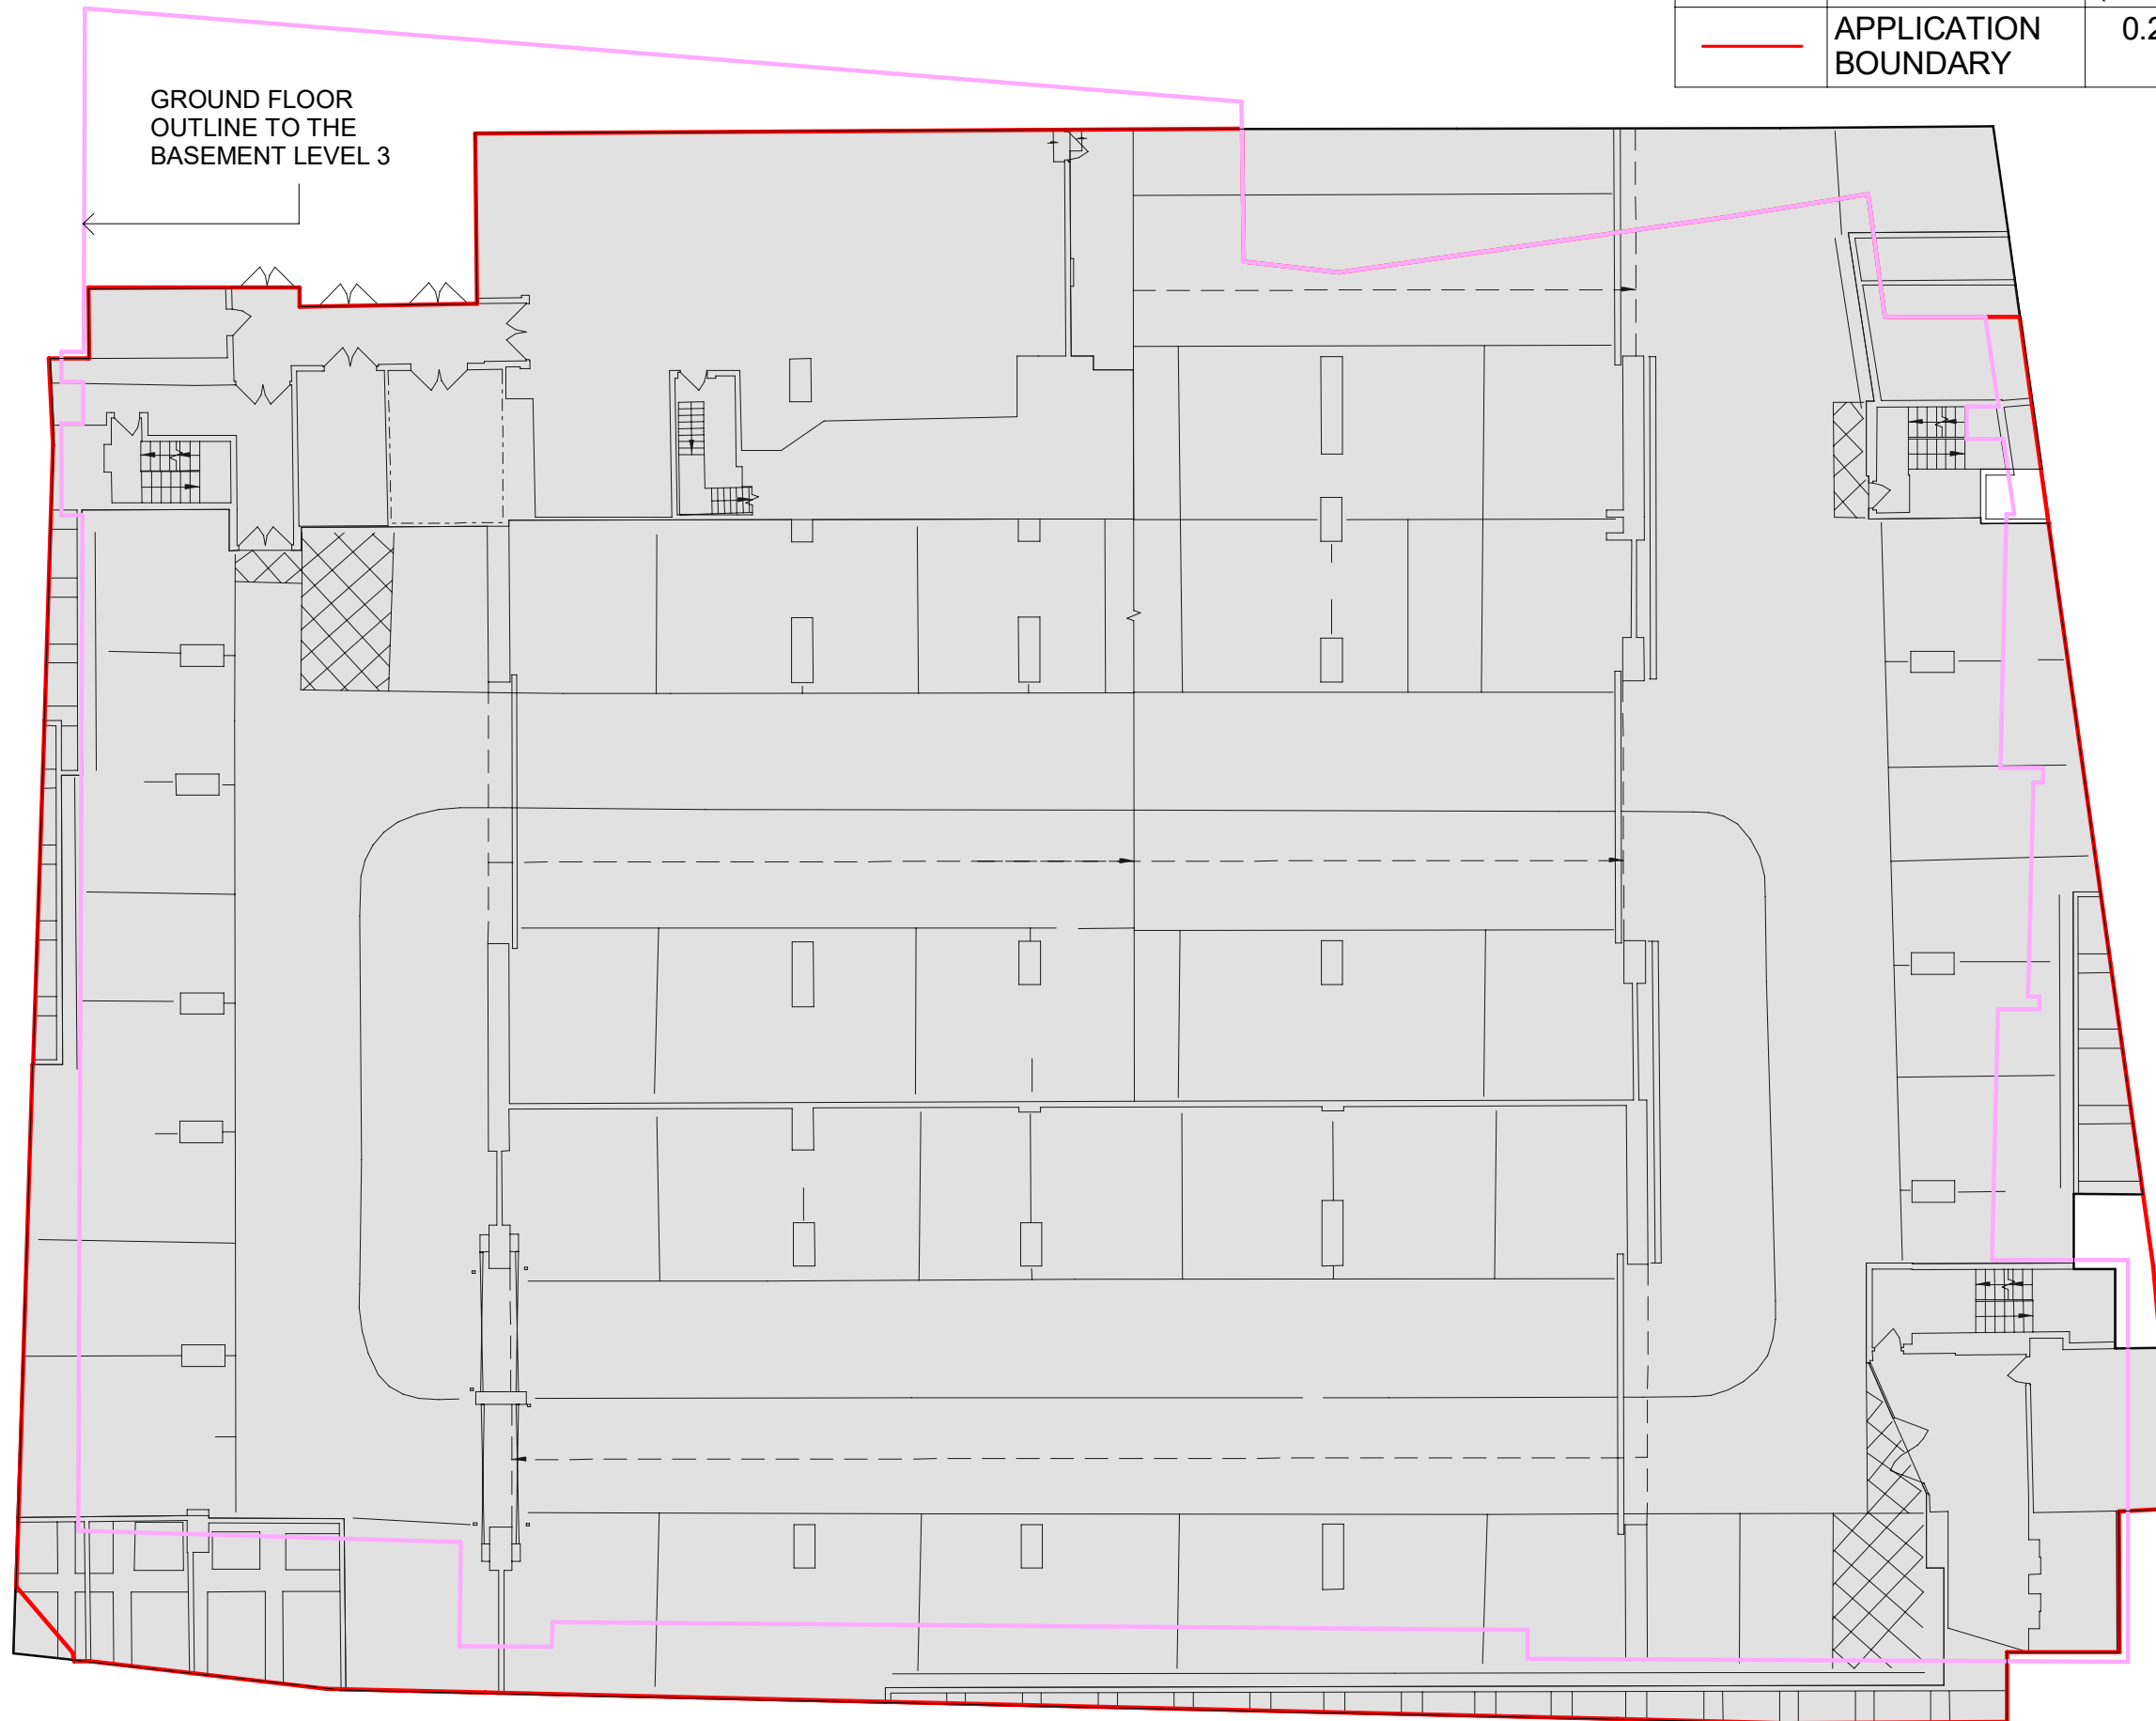 GROUND FLOOR
OUTLINE TO THE
BASEMENT LEVEL 3
APPLICATION
BOUNDARY